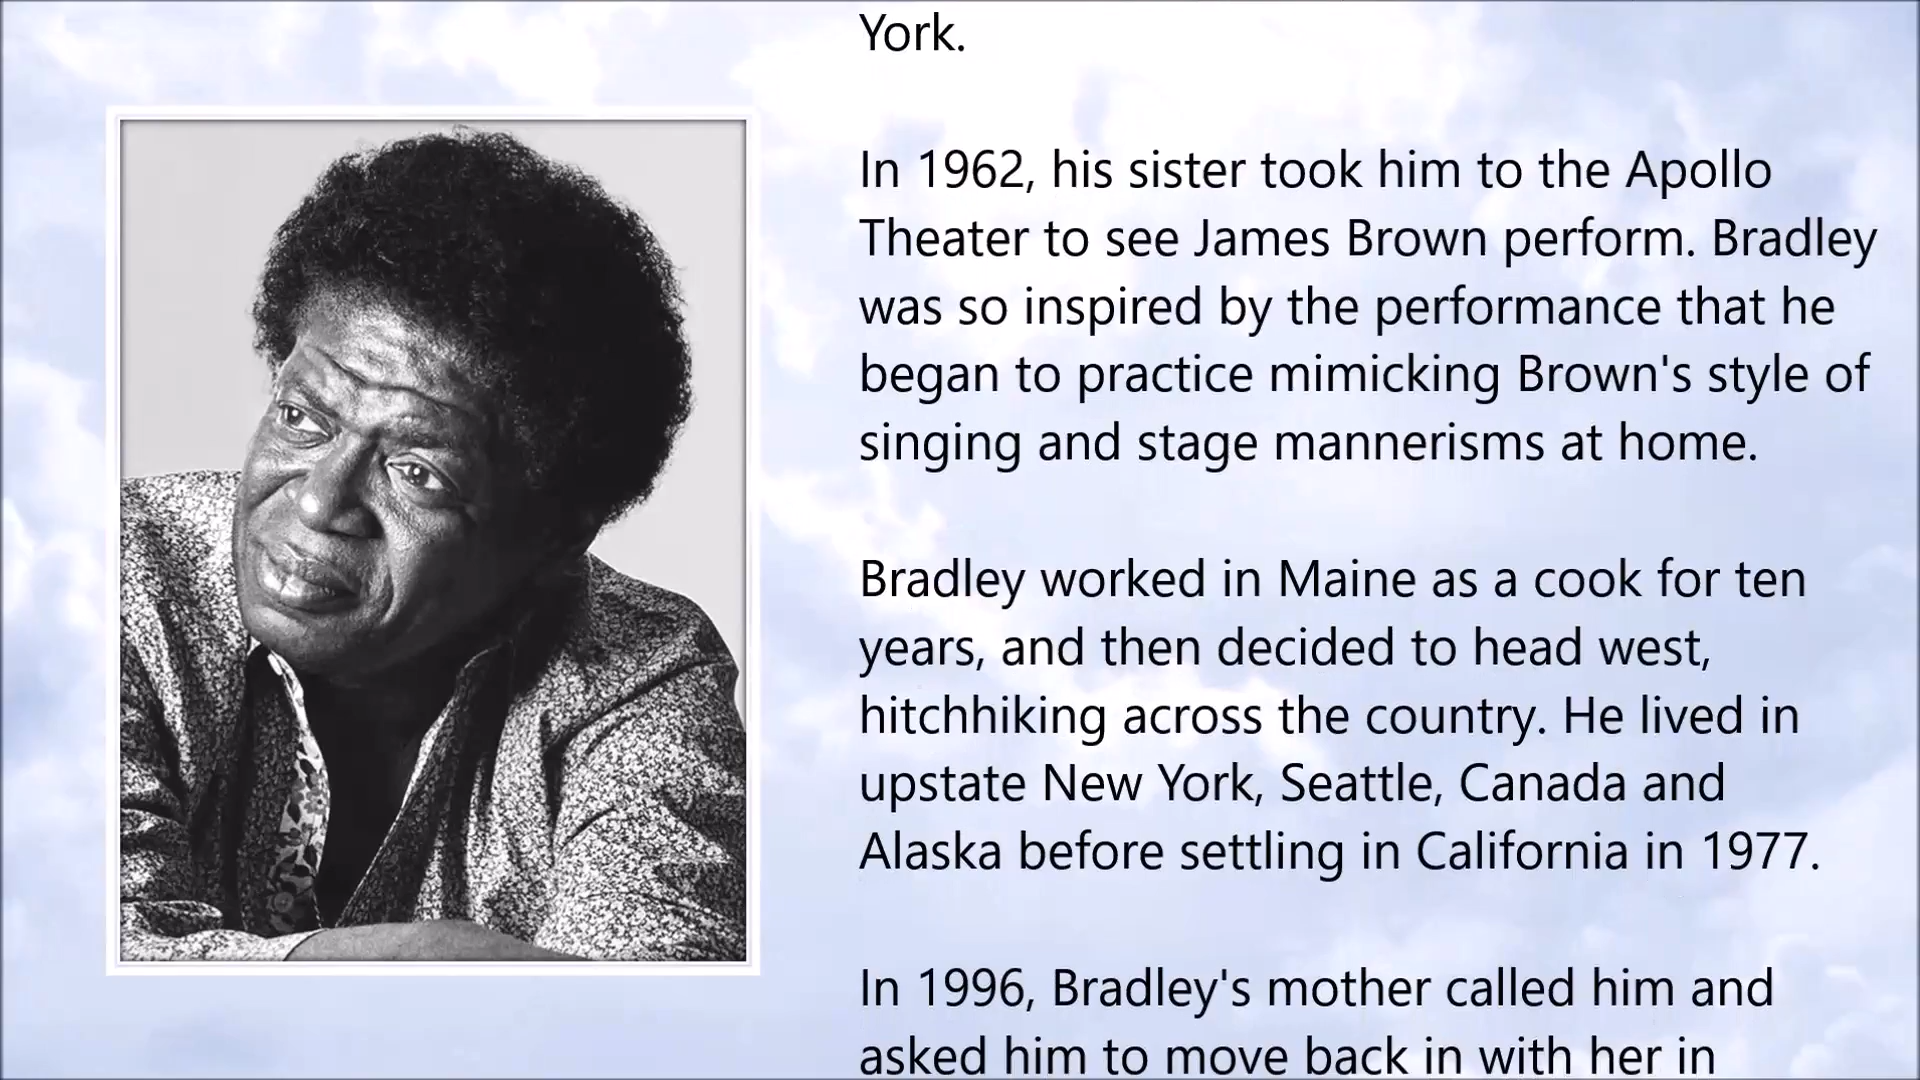 York.
In 1962, his sister took him to the Apollo
Theater to see James Brown perform. Bradley
was so inspired by the performance that he
began to practice mimicking Brown's style of
singing and stage mannerisms at home.
Bradley worked in Maine as a cook for ten
years, and then decided to head west,
hitchhiking across the country. He lived in
upstate New York, Seattle, Canada and
Alaska before settling in California in 1977.
In 1996, Bradley's mother called him and
asked him to move back in with her in